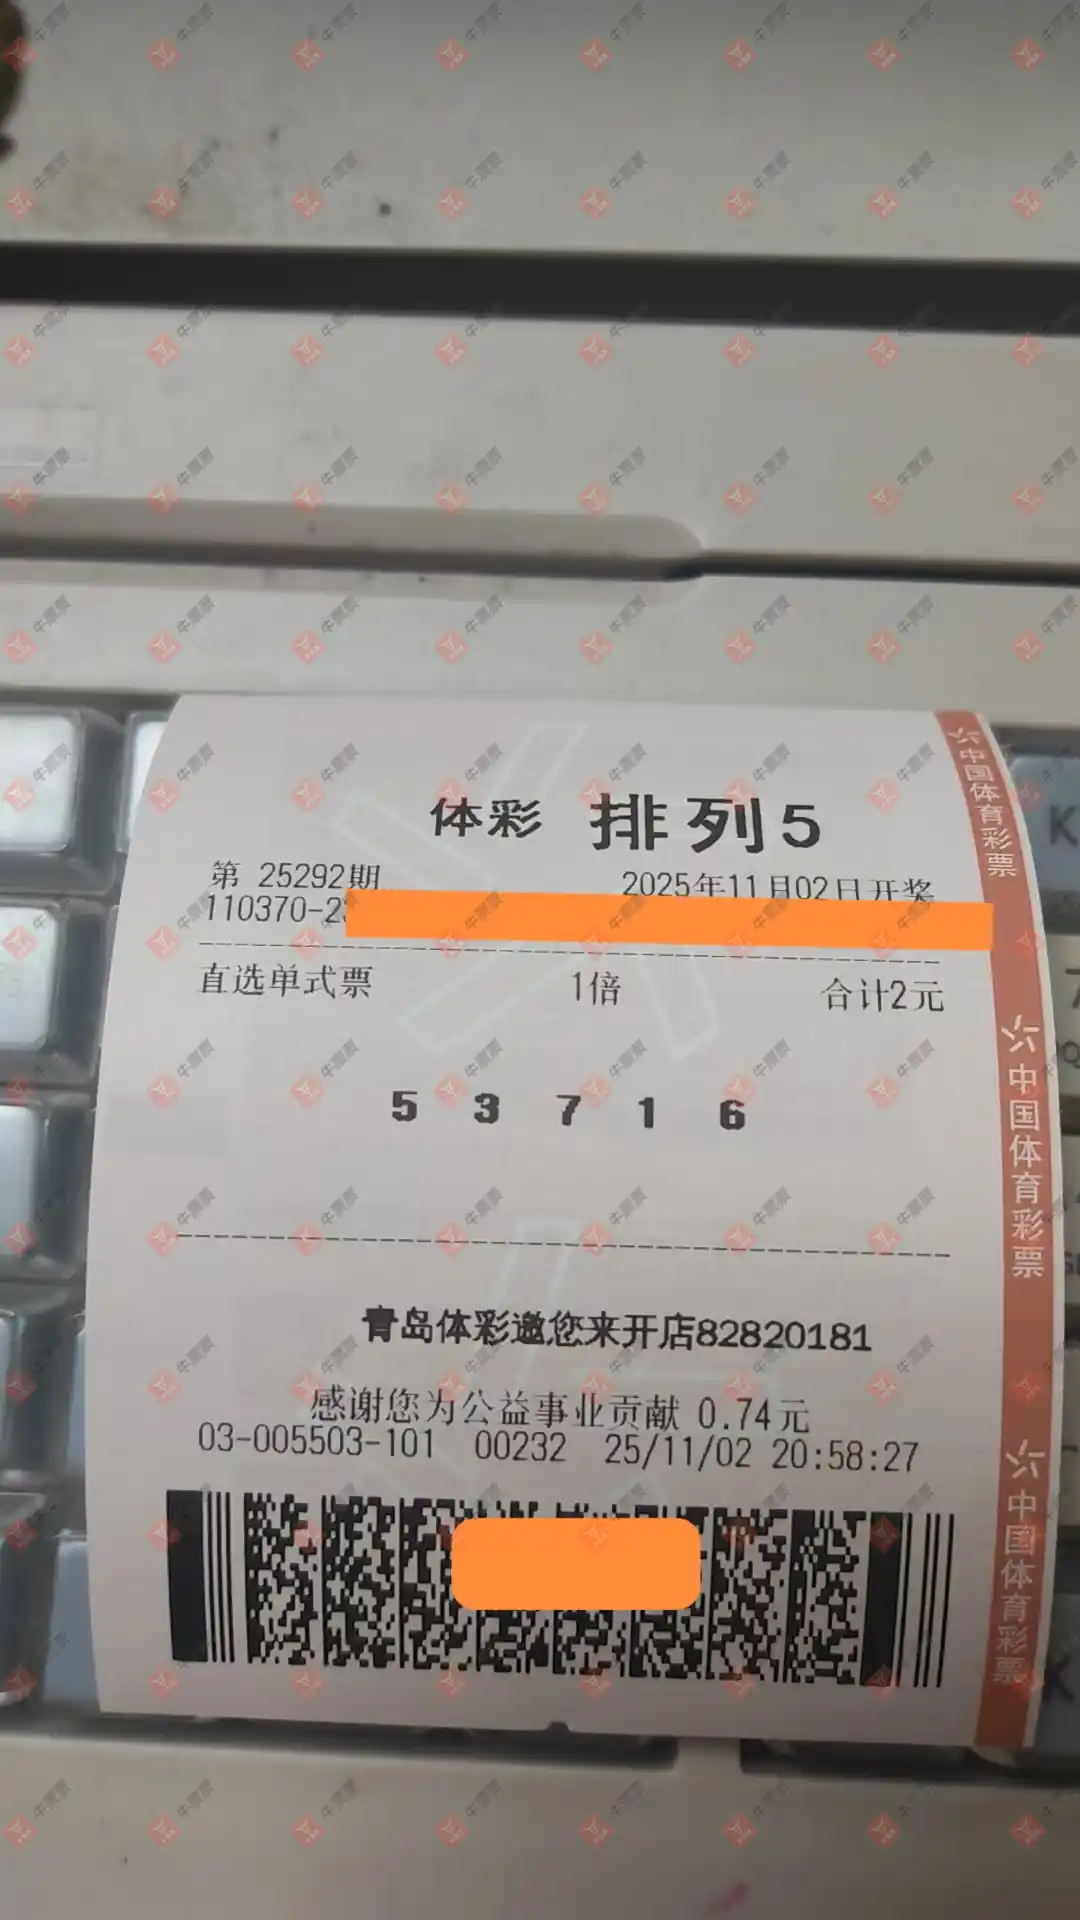 体彩 排列5
第 25292期 2025年11月02日开奖
110370-23
直选单式票 1倍 合计2元
5 3 7 1 6
青岛体彩邀您来开店82820181
感谢您为公益事业贡献 0.74元
03-005503-101 00232 25/11/02 20:58:27
中国体育彩票
中国体育彩票
中国体育彩票
牛票票
K
K